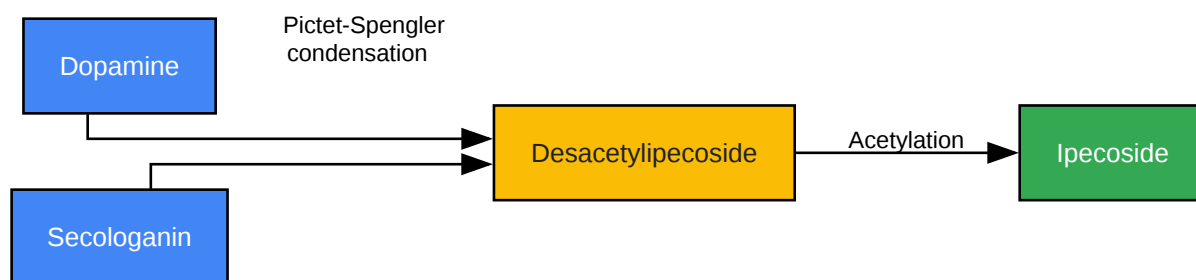 Pictet-Spengler
condensation
Dopamine
Desacetylipecoside
Acetylation
Ipecoside
Secologanin